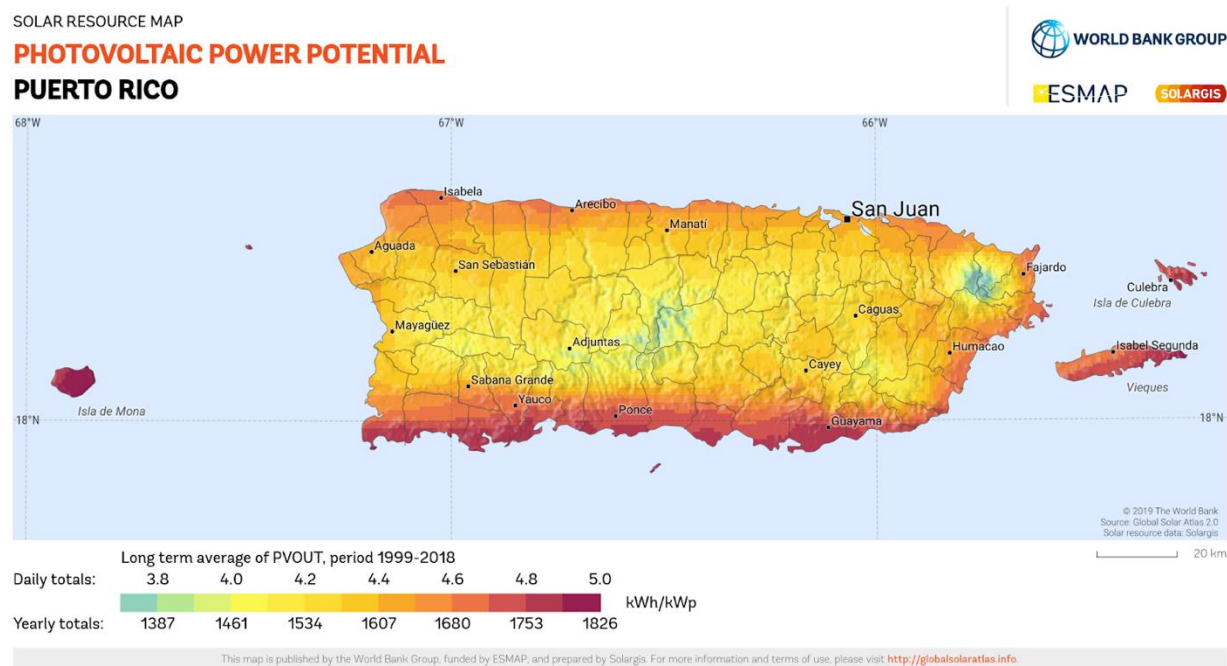 SOLAR RESOURCE MAP
PHOTOVOLTAIC POWER POTENTIAL
PUERTO RICO
WORLD BANK GROUP
ESMAP
SOLARGIS
68°W
67°W
66°W
Isabela
Arecibo
San Juan
Manatí
Aguada
San Sebastián
Fajardo
Culebra
Isla de Culebra
Caguas
Mayagüez
Adjuntas
Humacao
Isabel Segunda
Cayey
Sabana Grande
Vieques
Yauco
Isla de Mona
Ponce
18°N
Guayama
18°N
© 2019 The World Bank
Source: Global Solar Atlas 2.0
Solar resource data: Solargis
20 km
Long term average of PVOUT, period 1999-2018
Daily totals: 3.8 4.0 4.2 4.4 4.6 4.8 5.0
kWh/kWp
Yearly totals: 1387 1461 1534 1607 1680 1753 1826
This map is published by the World Bank Group, funded by ESMAP, and prepared by Solargis. For more information and terms of use, please visit http://globalsolaratlas.info.